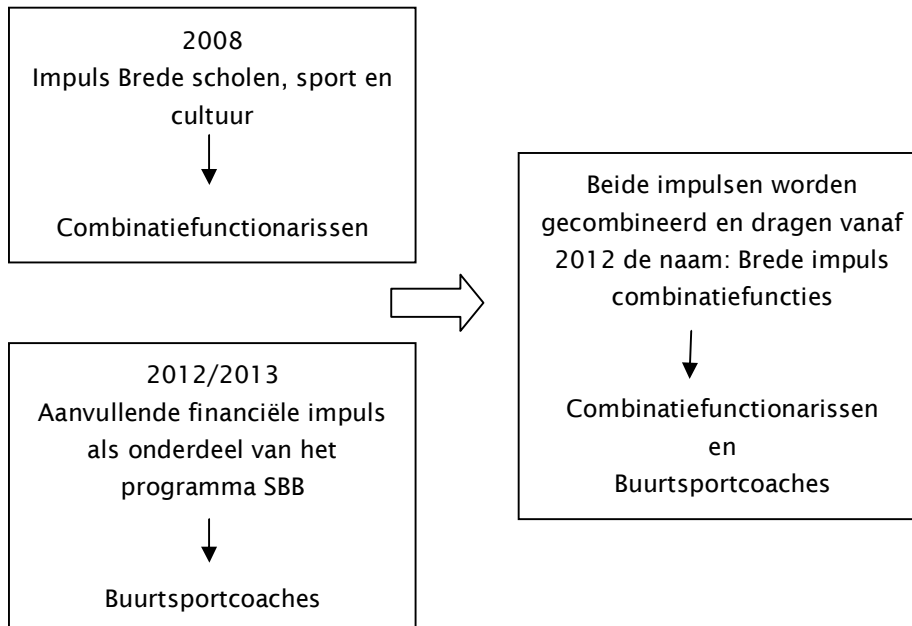 2008
Impuls Brede scholen, sport en
cultuur
Combinatiefunctionarissen
2012/2013
Aanvullende financiële impuls
als onderdeel van het
programma SBB
Buurtsportcoaches
Beide impulsen worden
gecombineerd en dragen vanaf
2012 de naam: Brede impuls
combinatiefuncties
Combinatiefunctionarissen
en
Buurtsportcoaches